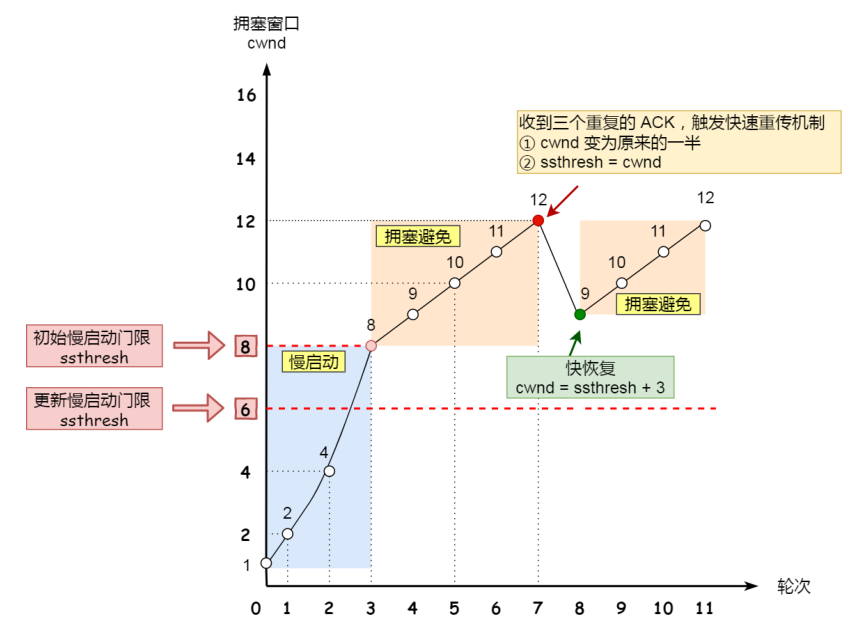 拥塞窗口
cwnd
16
14
12
10
8
6
4
2
1
收到三个重复的 ACK，触发快速重传机制
① cwnd 变为原来的一半
② ssthresh = cwnd
12
拥塞避免
11
10
9
8
12
11
10
9
拥塞避免
初始慢启动门限
ssthresh
慢启动
快恢复
cwnd = ssthresh + 3
更新慢启动门限
ssthresh
4
2
轮次
0 1 2 3 4 5 6 7 8 9 10 11